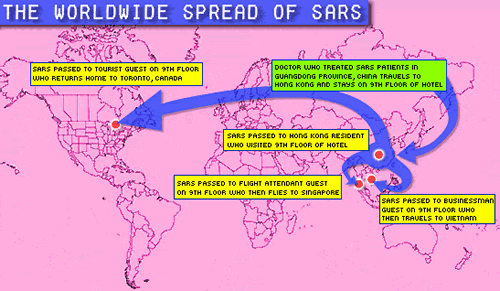 THE WORLDWIDE SPREAD OF SARS
SARS PASSED TO TOURIST GUEST ON 9TH FLOOR
WHO RETURNS HOME TO TORONTO, CANADA
DOCTOR WHO TREATED SARS PATIENTS IN
GUANGDONG PROVINCE, CHINA TRAVELS TO
HONG KONG AND STAYS ON 9TH FLOOR OF HOTEL
SARS PASSED TO HONG KONG RESIDENT
WHO VISITED 9TH FLOOR OF HOTEL
SARS PASSED TO FLIGHT ATTENDANT GUEST
ON 9TH FLOOR WHO THEN FLIES TO SINGAPORE
SARS PASSED TO BUSINESSMAN
GUEST ON 9TH FLOOR WHO
THEN TRAVELS TO VIETNAM